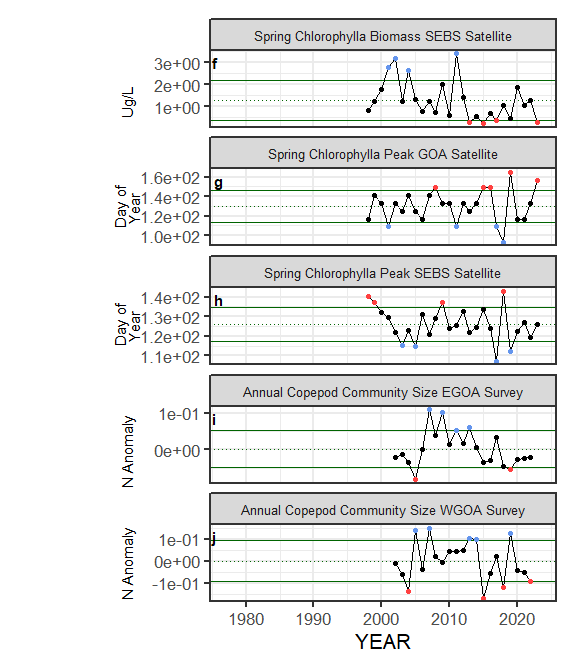 Spring Chlorophylla Biomass SEBS Satellite
f
3e+00
2e+00
1e+00
Ug/L
Spring Chlorophylla Peak GOA Satellite
g
1.6e+02
1.4e+02
1.2e+02
1.0e+02
Day of
Year
Spring Chlorophylla Peak SEBS Satellite
h
1.4e+02
1.3e+02
1.2e+02
1.1e+02
Day of
Year
Annual Copepod Community Size EGOA Survey
i
1e-01
0e+00
N Anomaly
Annual Copepod Community Size WGOA Survey
j
1e-01
0e+00
-1e-01
N Anomaly
1980 1990 2000 2010 2020
YEAR